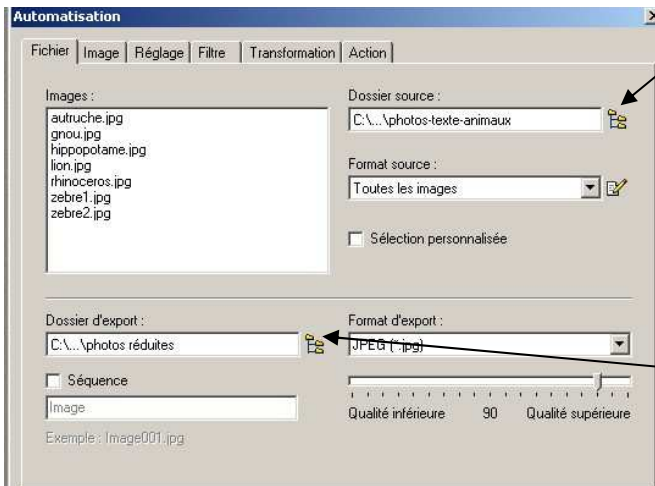 Automatisation
Fichier Image Réglage Filtre Transformation Action
Images :
autruche.jpg
gnou.jpg
hippopotame.jpg
lion.jpg
rhinoceros.jpg
zebre1.jpg
zebre2.jpg
Dossier source :
C:\...\photos-texte-animaux
Format source :
Toutes les images
Sélection personnalisée
Dossier d'export :
C:\...\photos réduites
Séquence
Image
Exemple : Image001.jpg
Format d'export :
JPEG (*.jpg)
Qualité inférieure 90 Qualité supérieure